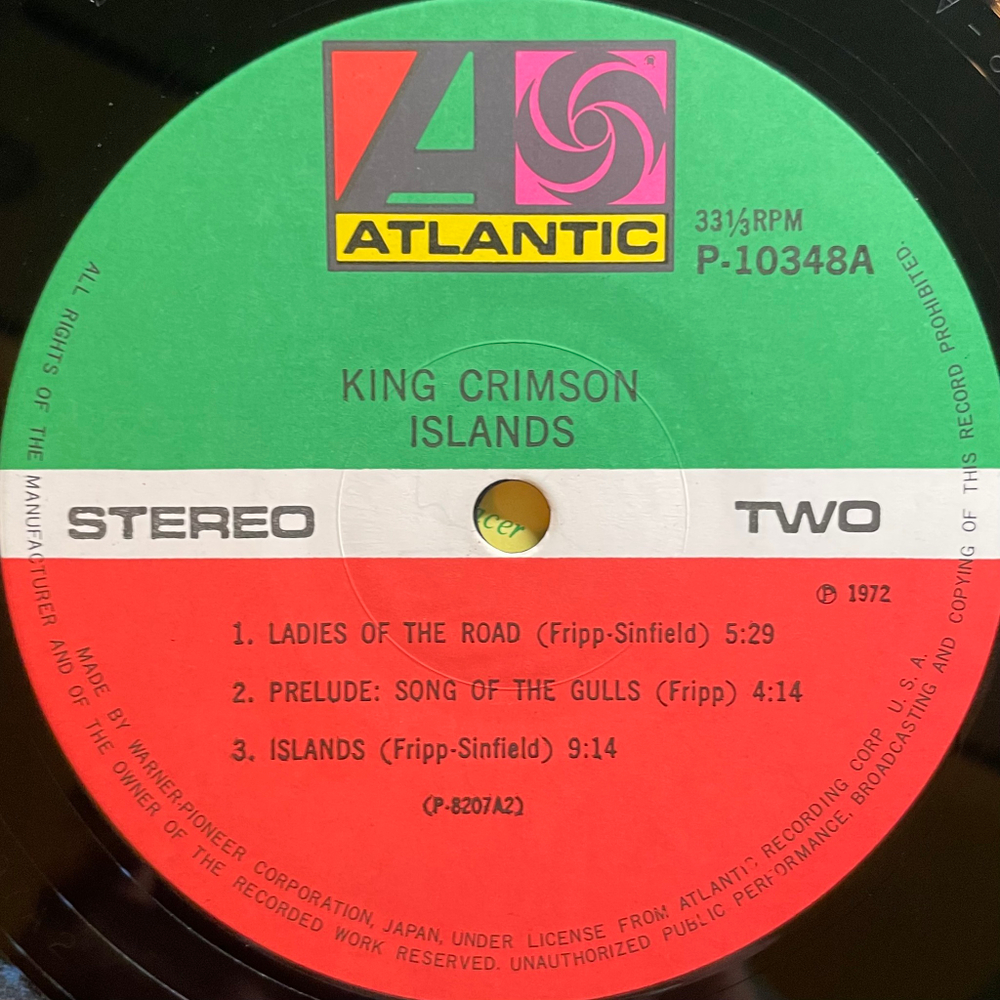 ATLANTIC
33⅓RPM
P-10348A
KING CRIMSON
ISLANDS
STEREO
TWO
cer
Ⓟ 1972
1. LADIES OF THE ROAD (Fripp-Sinfield) 5:29
2. PRELUDE: SONG OF THE GULLS (Fripp) 4:14
3. ISLANDS (Fripp-Sinfield) 9:14
(P-8207A2)
MADE BY WARNER-PIONEER CORPORATION, JAPAN, UNDER LICENSE FROM ATLANTIC RECORDING CORP. U. S. A.
ALL RIGHTS OF THE MANUFACTURER AND OF THE OWNER OF THE RECORDED WORK RESERVED. UNAUTHORIZED PUBLIC PERFORMANCE, BROADCASTING AND COPYING OF THIS RECORD PROHIBITED.